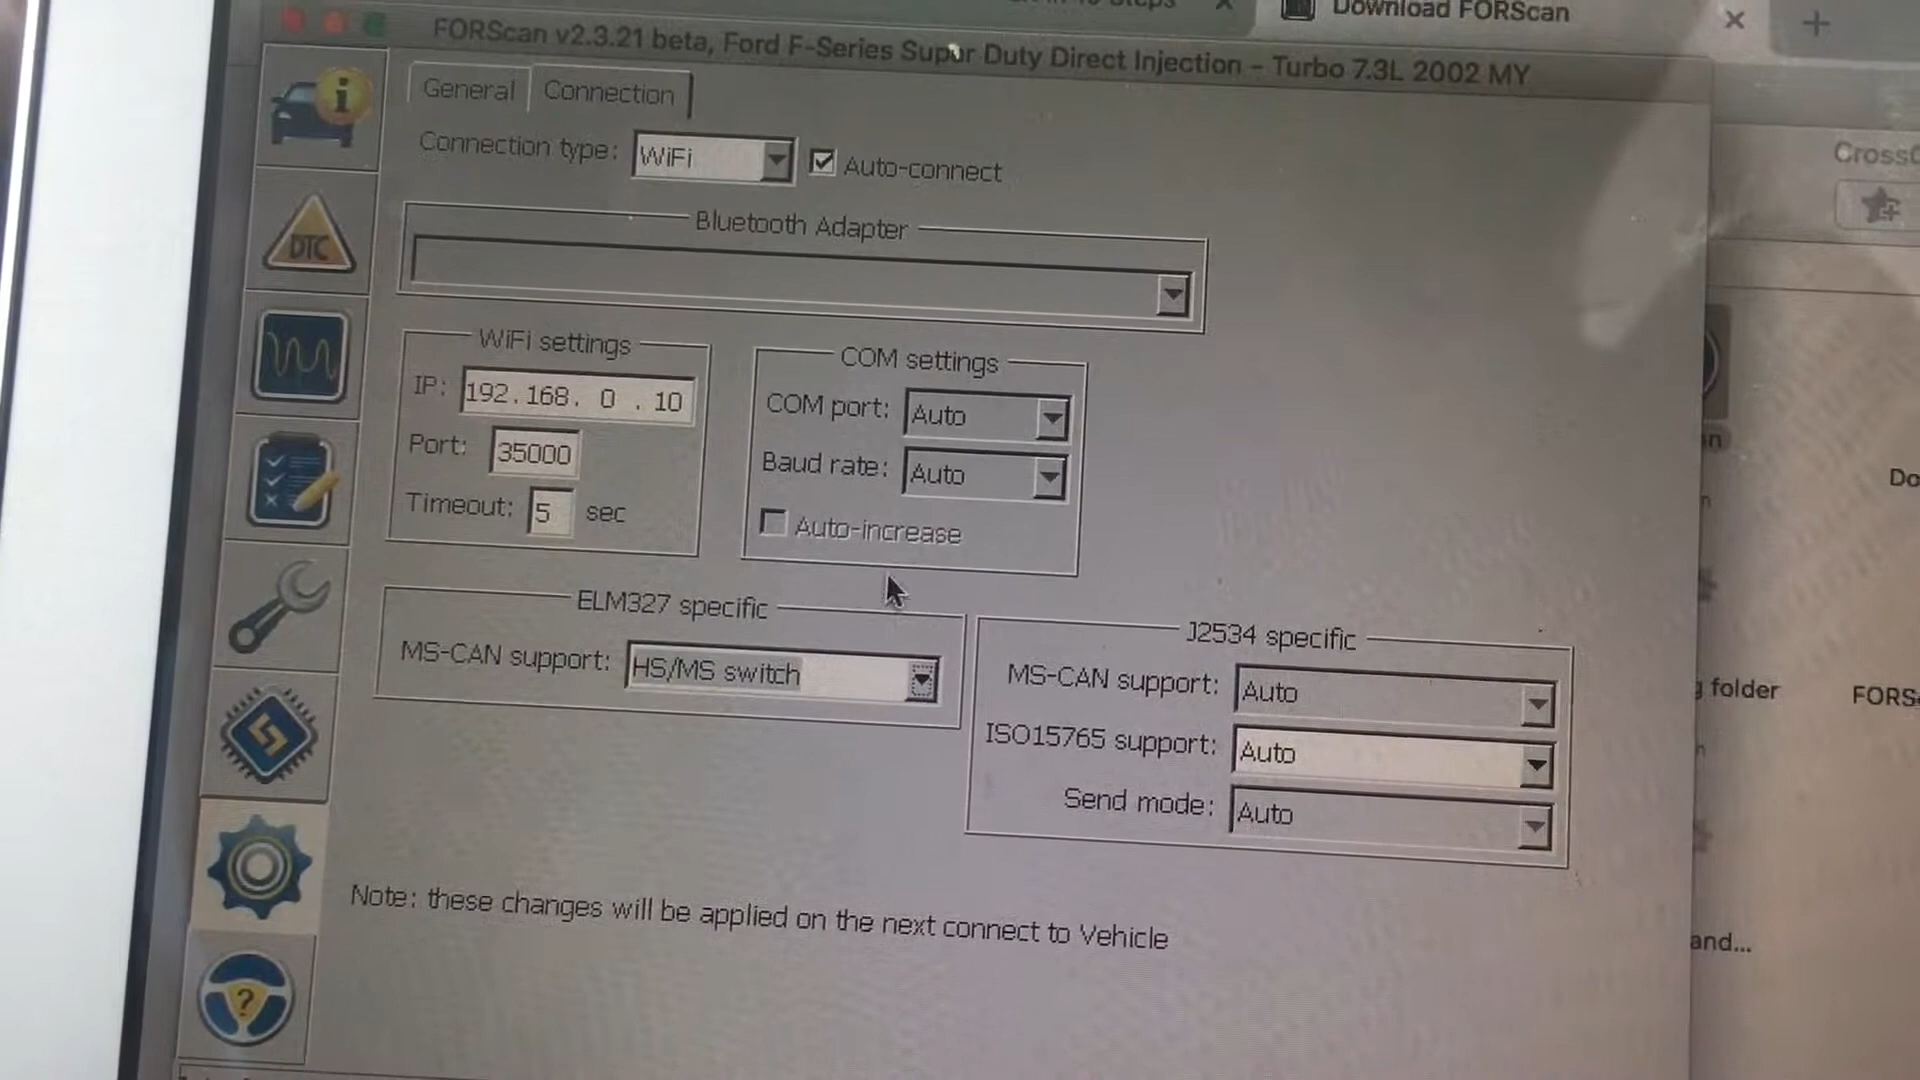 Download FORScan
FORScan v2.3.21 beta, Ford F-Series Super Duty Direct Injection - Turbo 7.3L 2002 MY
General Connection
Connection type: WiFi Auto-connect
Bluetooth Adapter
WiFi settings
IP: 192.168. 0 .10
Port: 35000
Timeout: 5 sec
COM settings
COM port: Auto
Baud rate: Auto
Auto-increase
ELM327 specific
MS-CAN support: HS/MS switch
J2534 specific
MS-CAN support: Auto
ISO15765 support: Auto
Send mode: Auto
Note: these changes will be applied on the next connect to Vehicle
DTC
i
?
folder
and...